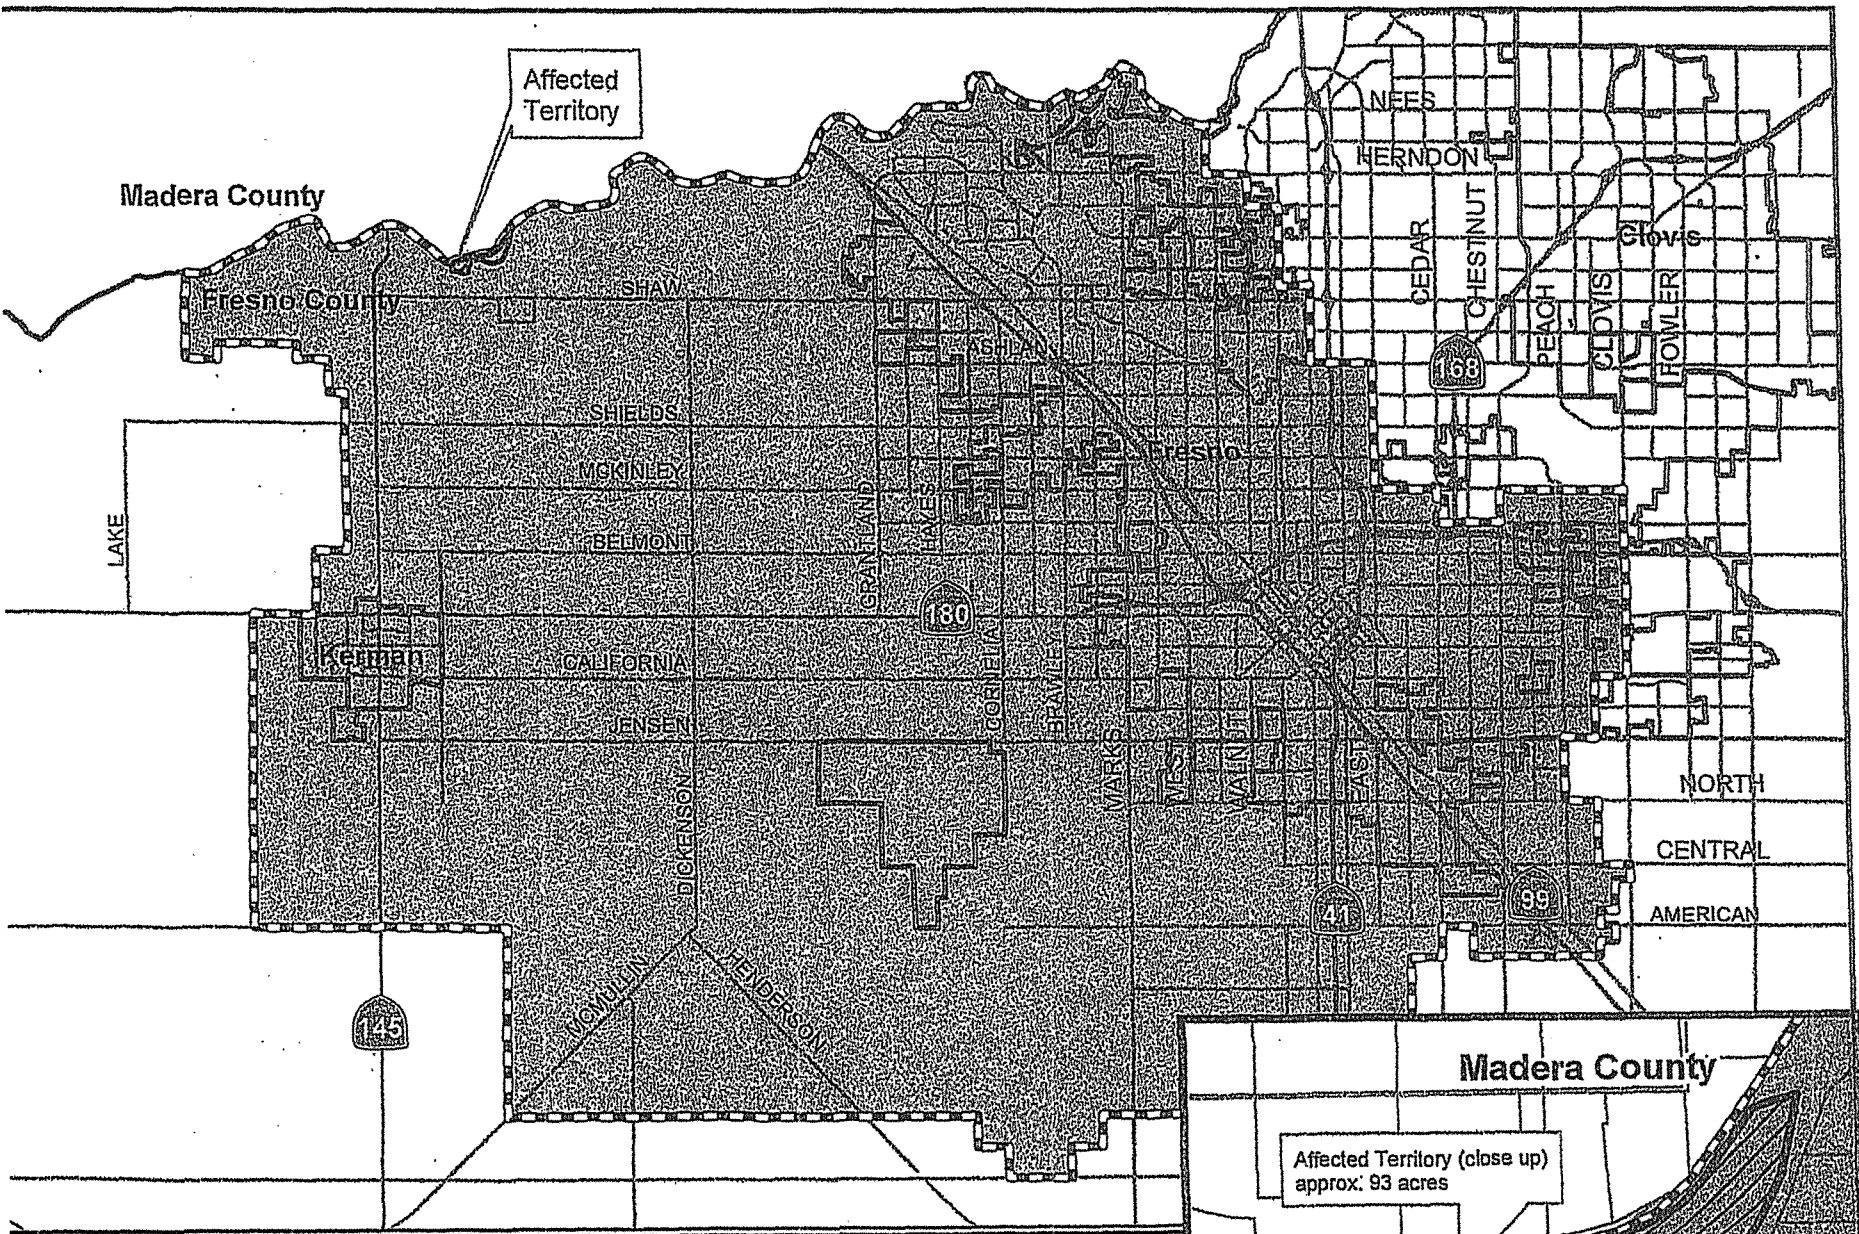 Affected
Territory
NEES
HERNDON
Madera County
CEDAR
CHESTNUT
Clovis
SHAW
Fresno County
PEACH
CLOVIS
FOWLER
168
SHIELDS
Fresno
MCKINLEY
LAKE
GRANTLAND
HAYES
BELMONT
180
Kerman
CALIFORNIA
CORNELIA
BRAWLEY
JENSEN
MARKS
WEST
WALNUT
EAST
NORTH
DICKENSON
CENTRAL
41
99
AMERICAN
MCMULLIN
HENDERSON
145
Madera County
Affected Territory (close up)
approx: 93 acres